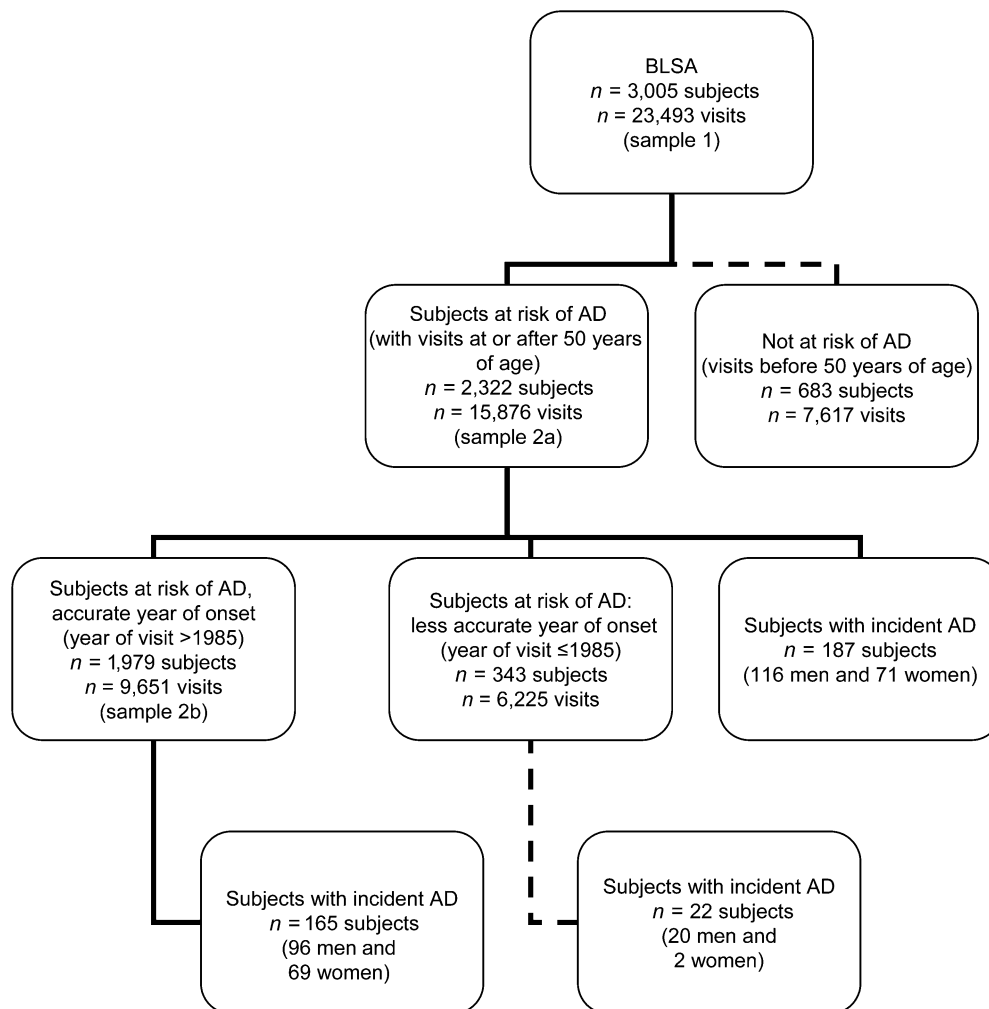 BLSA
n = 3,005 subjects
n = 23,493 visits
(sample 1)
Subjects at risk of AD
(with visits at or after 50 years
of age)
n = 2,322 subjects
n = 15,876 visits
(sample 2a)
Not at risk of AD
(visits before 50 years of age)
n = 683 subjects
n = 7,617 visits
Subjects at risk of AD,
accurate year of onset
(year of visit >1985)
n = 1,979 subjects
n = 9,651 visits
(sample 2b)
Subjects at risk of AD:
less accurate year of onset
(year of visit ≤1985)
n = 343 subjects
n = 6,225 visits
Subjects with incident AD
n = 187 subjects
(116 men and 71 women)
Subjects with incident AD
n = 165 subjects
(96 men and
69 women)
Subjects with incident AD
n = 22 subjects
(20 men and
2 women)